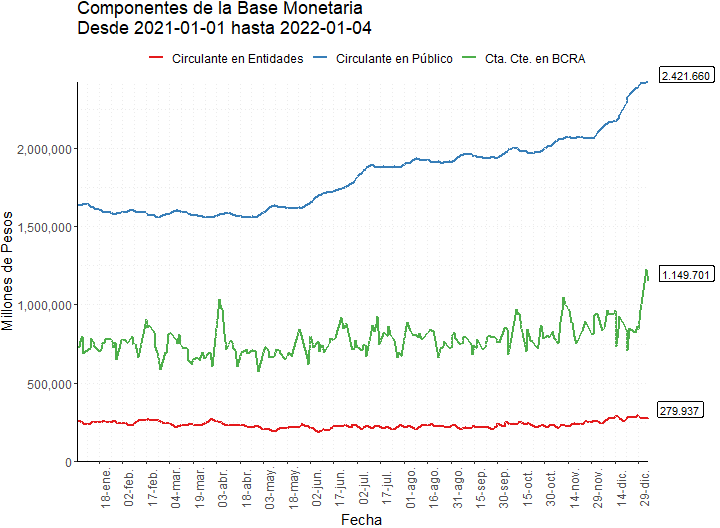 Componentes de la Base Monetaria
Desde 2021-01-01 hasta 2022-01-04
Circulante en Entidades
Circulante en Público
Cta. Cte. en BCRA
2.421.660
1.149.701
279.937
Millones de Pesos
2,000,000
1,500,000
1,000,000
500,000
0
18-ene.
02-feb.
17-feb.
04-mar.
19-mar.
03-abr.
18-abr.
03-may.
18-may.
02-jun.
17-jun.
02-jul.
17-jul.
01-ago.
16-ago.
31-ago.
15-sep.
30-sep.
15-oct.
30-oct.
14-nov.
29-nov.
14-dic.
29-dic.
Fecha